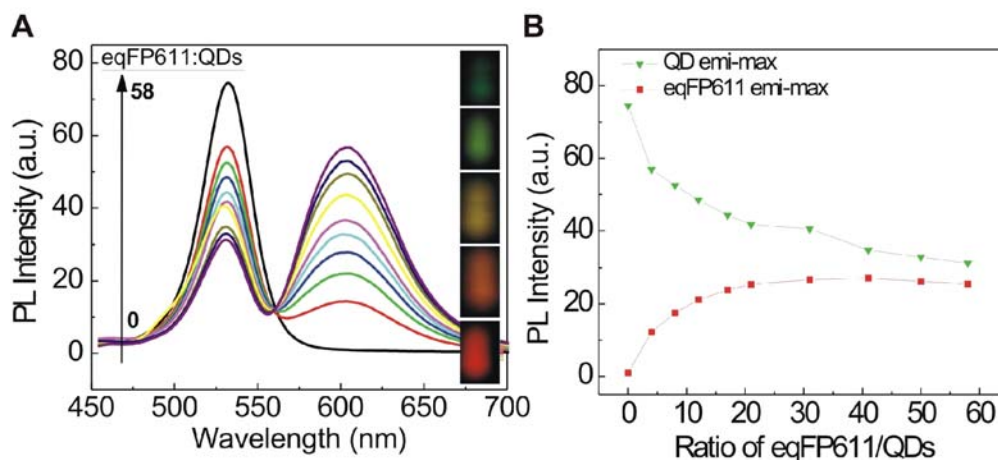 A
eqFP611:QDs
58
0
80
60
40
20
0
PL Intensity (a.u.)
450 500 550 600 650 700
Wavelength (nm)
B
QD emi-max
eqFP611 emi-max
80
60
40
20
0
PL Intensity (a.u.)
0 10 20 30 40 50 60
Ratio of eqFP611/QDs